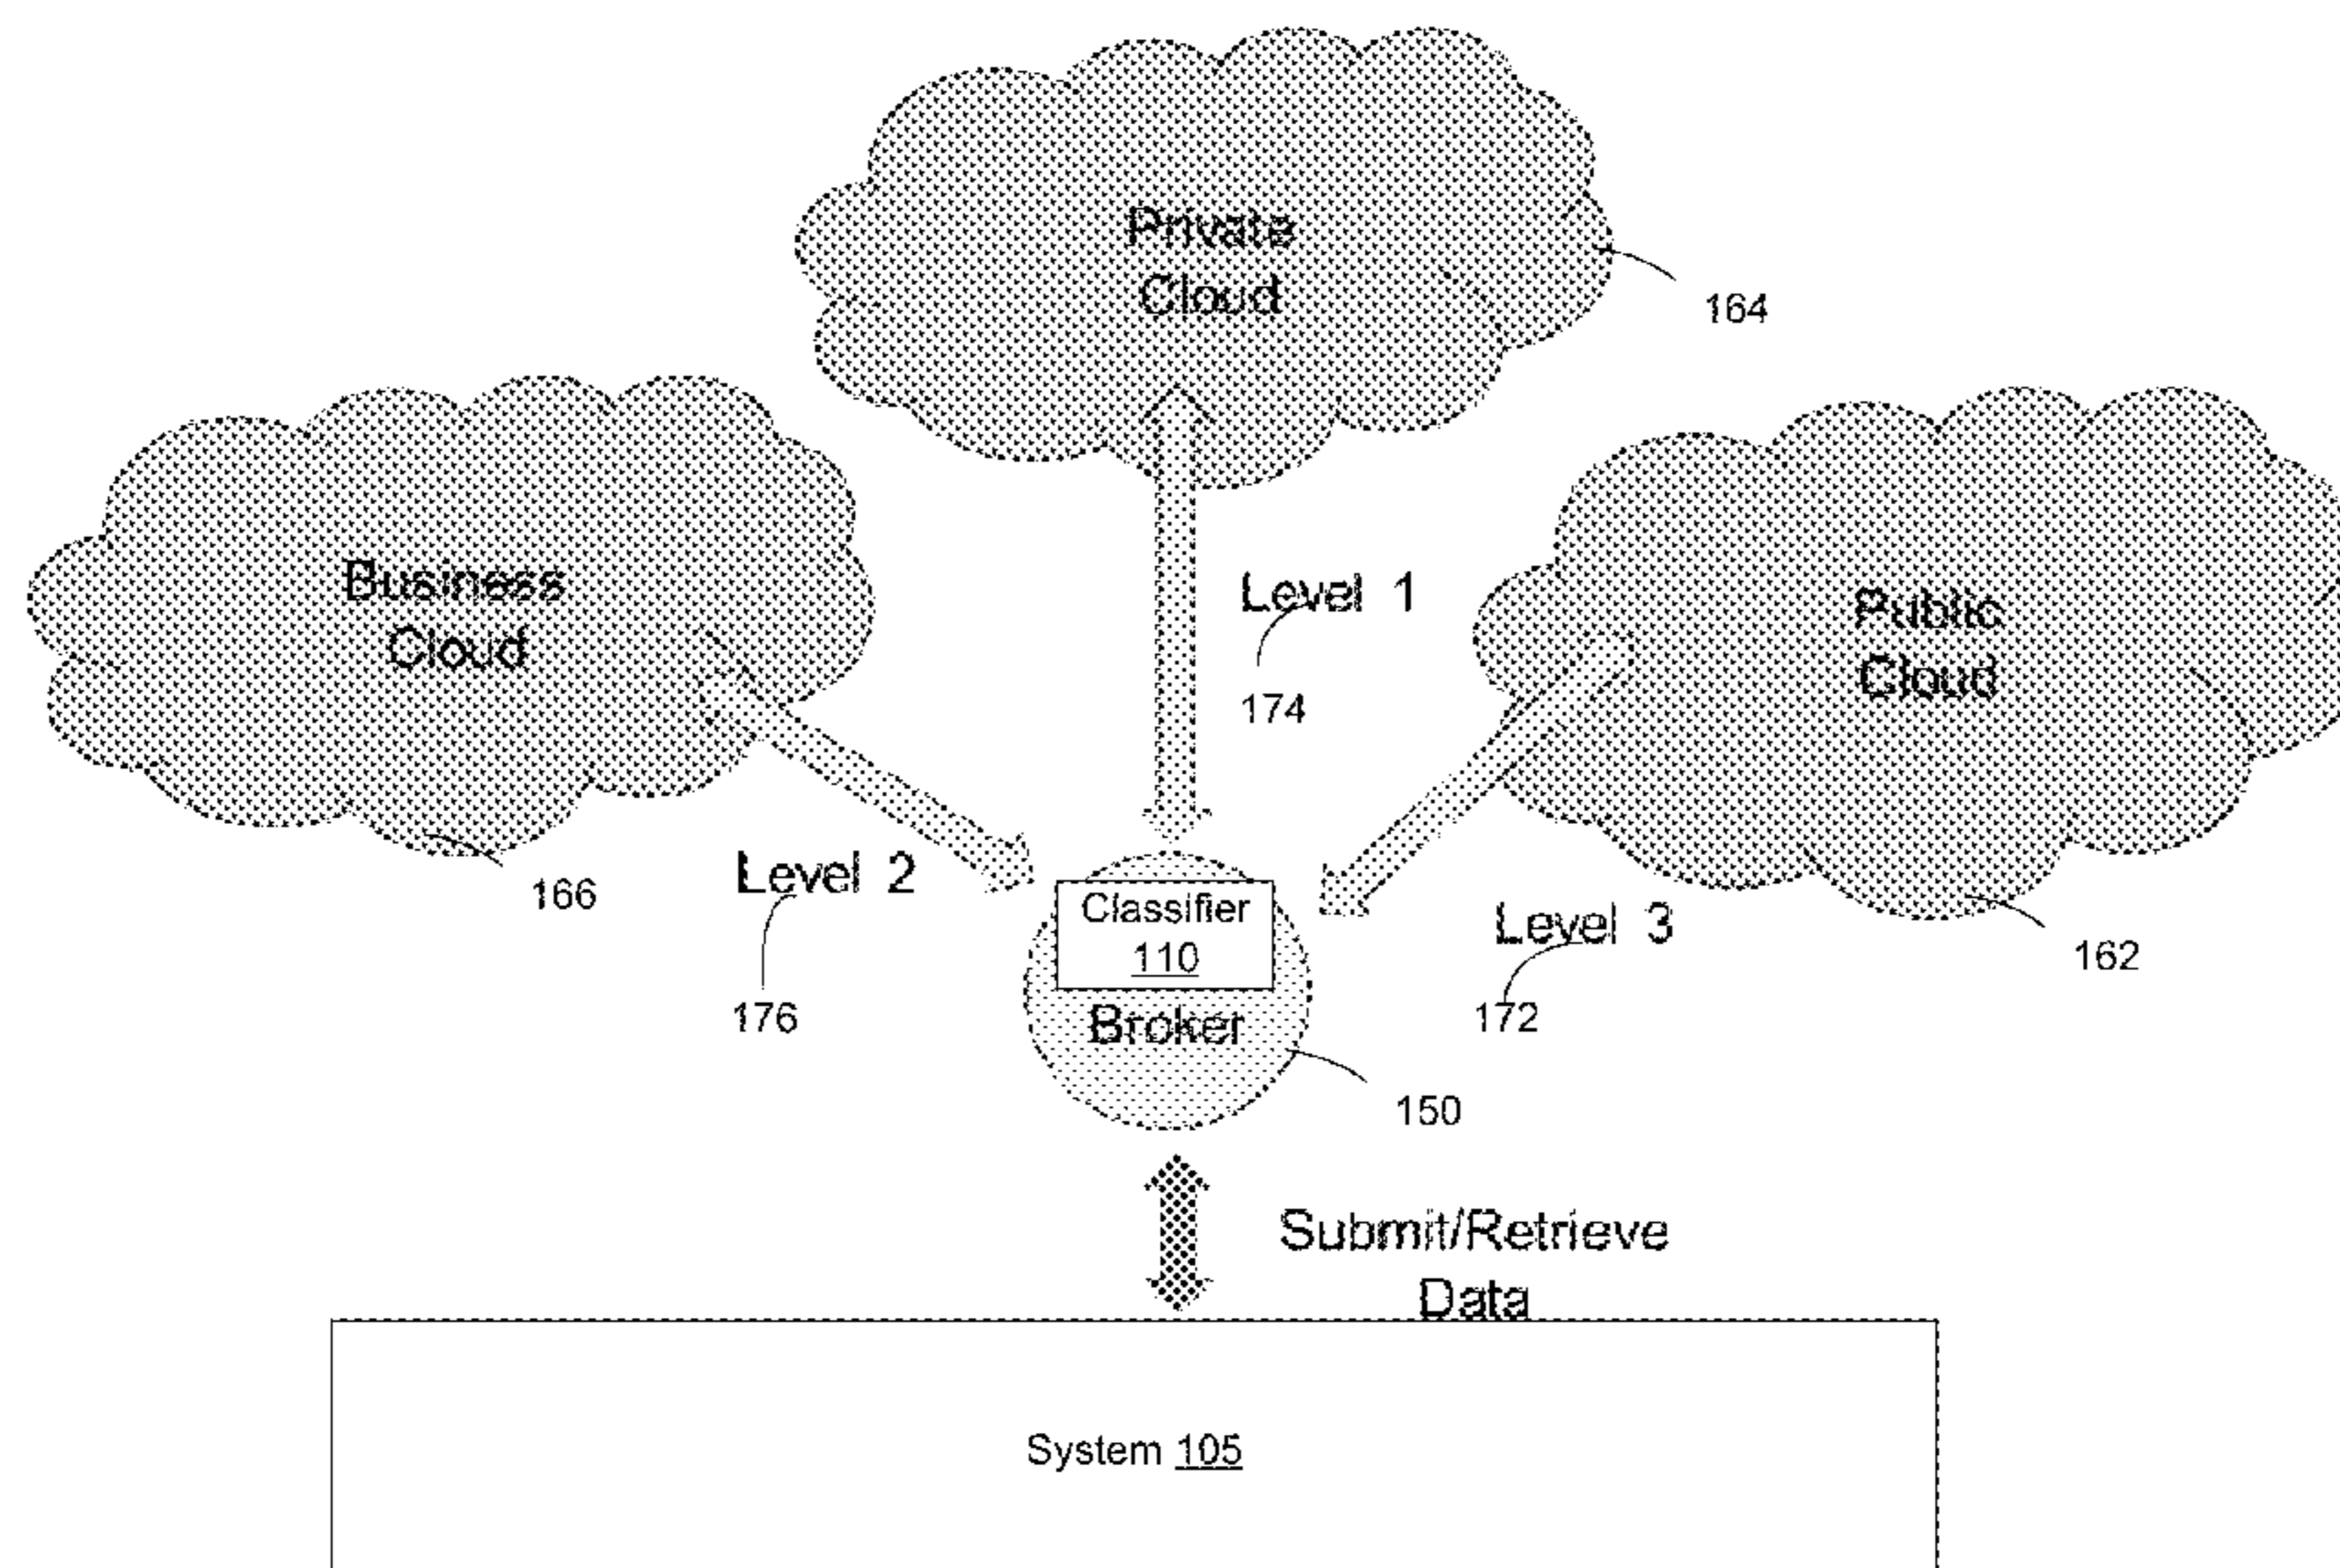 Private
Cloud
164
Business
Cloud
Level 1
Public
Cloud
174
166
Level 2
Classifier
110
Level 3
162
176
Broker
172
150
Submit/Retrieve
Data
System 105